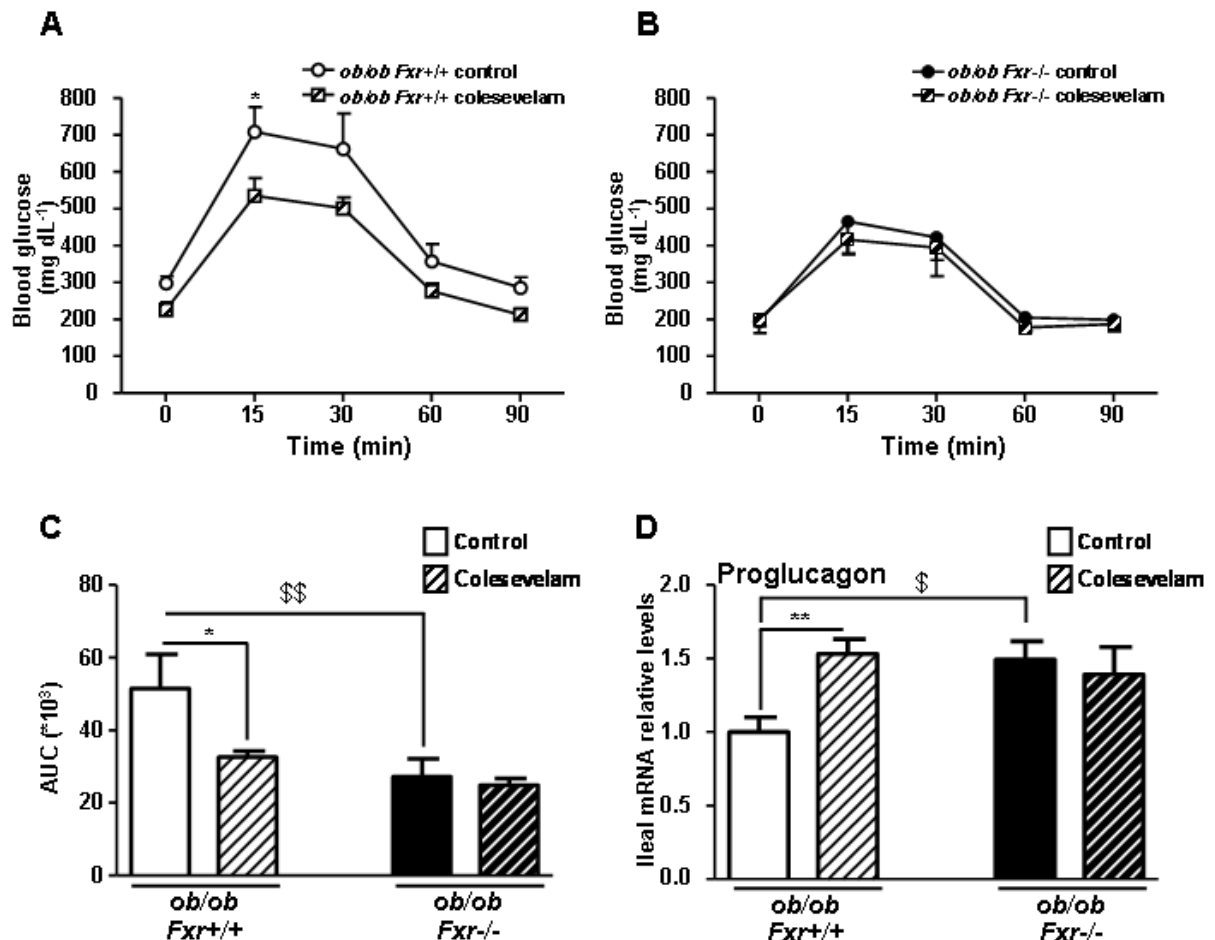 A
ob/ob Fxr+/+ control
ob/ob Fxr+/+ colesevelam
*
800
700
600
500
400
300
200
100
0
Blood glucose
(mg dL-1)
0 15 30 60 90
Time (min)
B
ob/ob Fxr-/- control
ob/ob Fxr-/- colesevelam
800
700
600
500
400
300
200
100
0
Blood glucose
(mg dL-1)
0 15 30 60 90
Time (min)
C
Control
Colesevelam
80
60
40
20
0
AUC (*10³)
$$
*
ob/ob ob/ob
Fxr+/+ Fxr-/-
D
Control
Colesevelam
Proglucagon
2.0
1.5
1.0
0.5
0.0
Ileal mRNA relative levels
$
**
ob/ob ob/ob
Fxr+/+ Fxr-/-